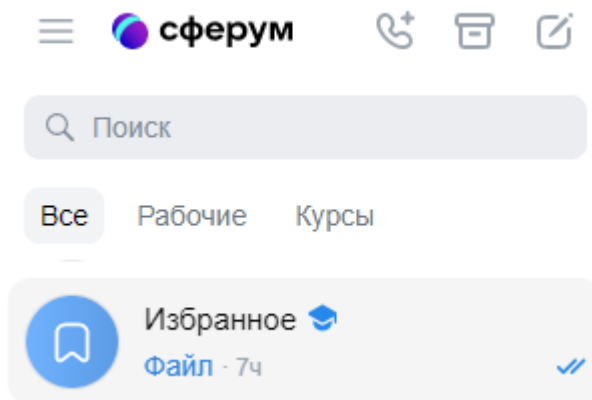 сферум
Поиск
Все Рабочие Курсы
Избранное
Файл · 7ч